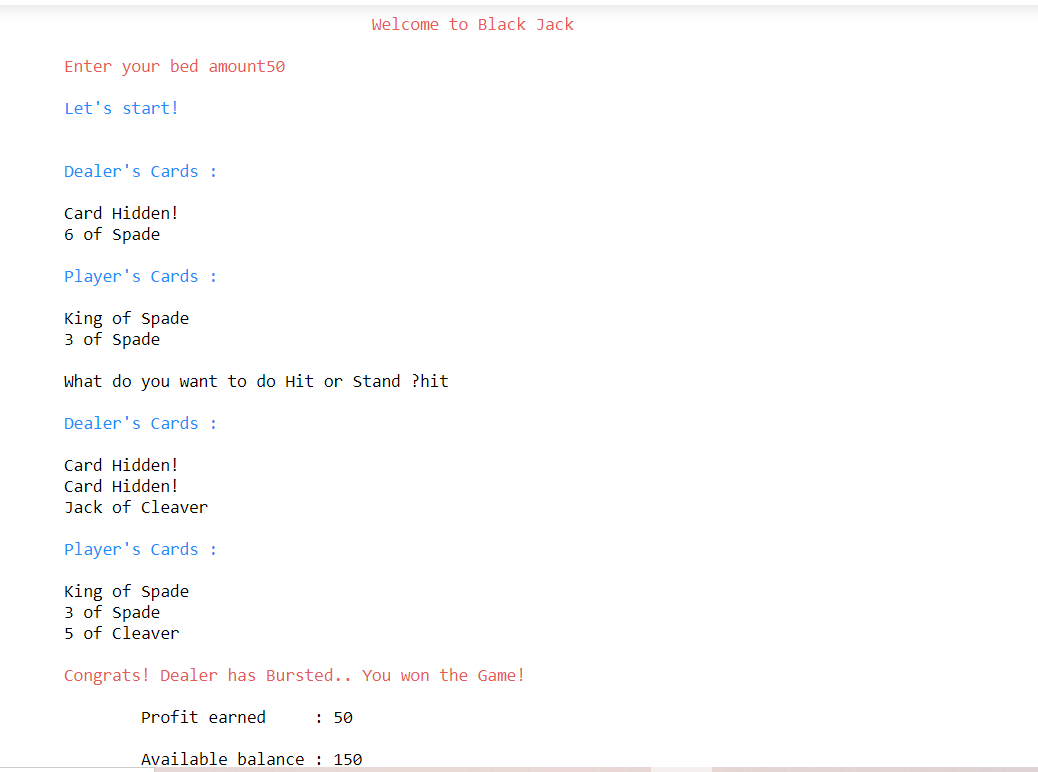 Welcome to Black Jack
Enter your bed amount50
Let's start!
Dealer's Cards :
Card Hidden!
6 of Spade
Player's Cards :
King of Spade
3 of Spade
What do you want to do Hit or Stand ?hit
Dealer's Cards :
Card Hidden!
Card Hidden!
Jack of Cleaver
Player's Cards :
King of Spade
3 of Spade
5 of Cleaver
Congrats! Dealer has Bursted.. You won the Game!
Profit earned     : 50
Available balance : 150